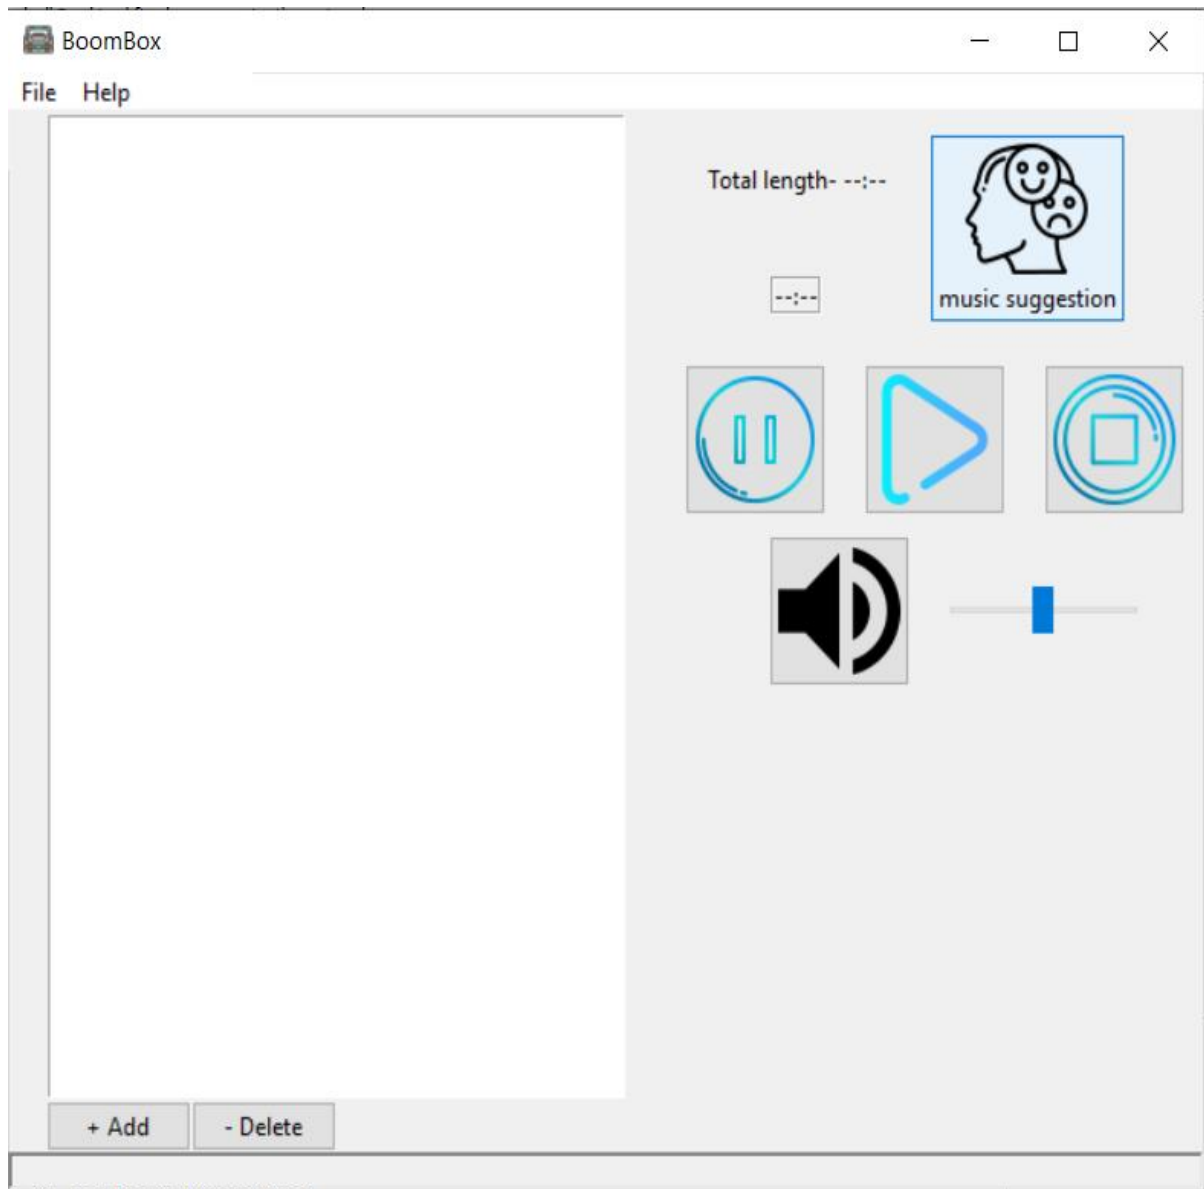 BoomBox
File Help
Total length- --:--
--:--
music suggestion
+ Add
- Delete